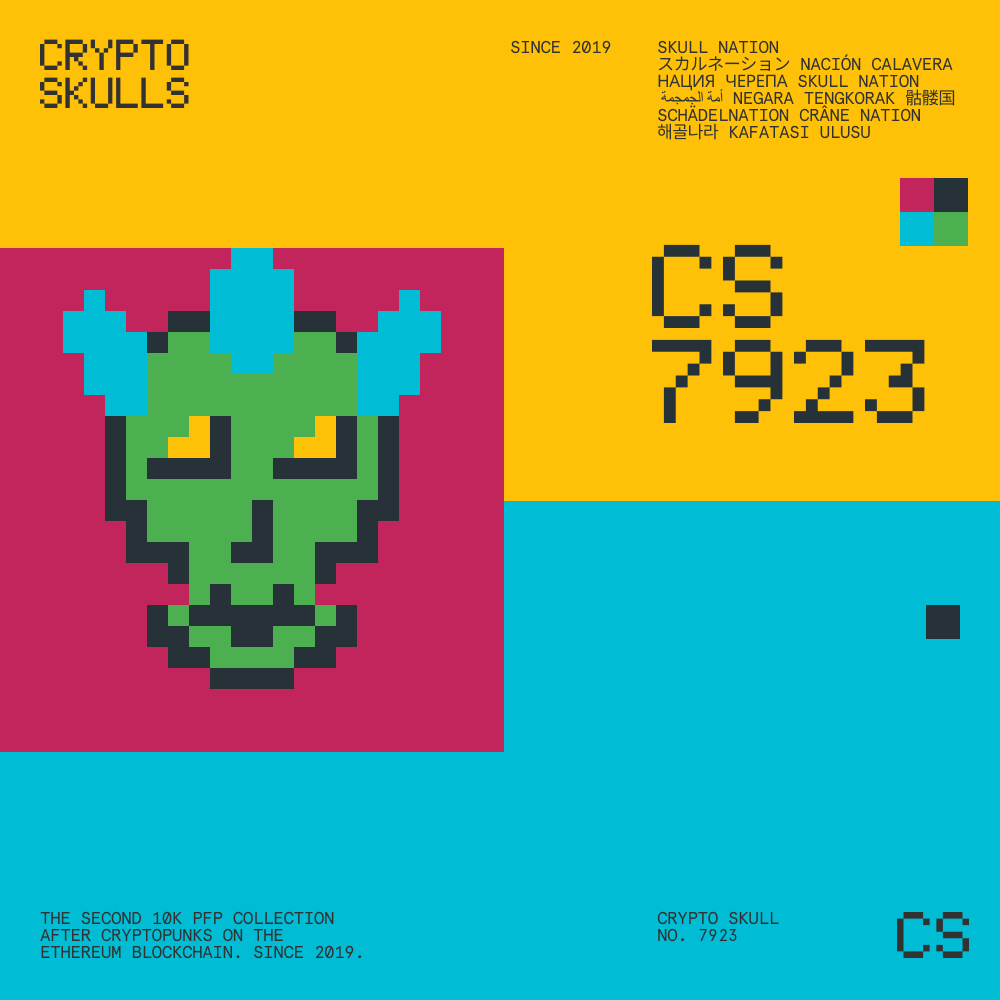 CRYPTO
SKULLS
SINCE 2019
SKULL NATION
スカルネーション NACIÓN CALAVERA
НАЦИЯ ЧЕРЕПА SKULL NATION
أمة الجمجمة NEGARA TENGKORAK 骷髅国
SCHÄDELNATION CRÂNE NATION
해골나라 KAFATASI ULUSU
CS
7923
THE SECOND 10K PFP COLLECTION
AFTER CRYPTOPUNKS ON THE
ETHEREUM BLOCKCHAIN. SINCE 2019.
CRYPTO SKULL
NO. 7923
CS